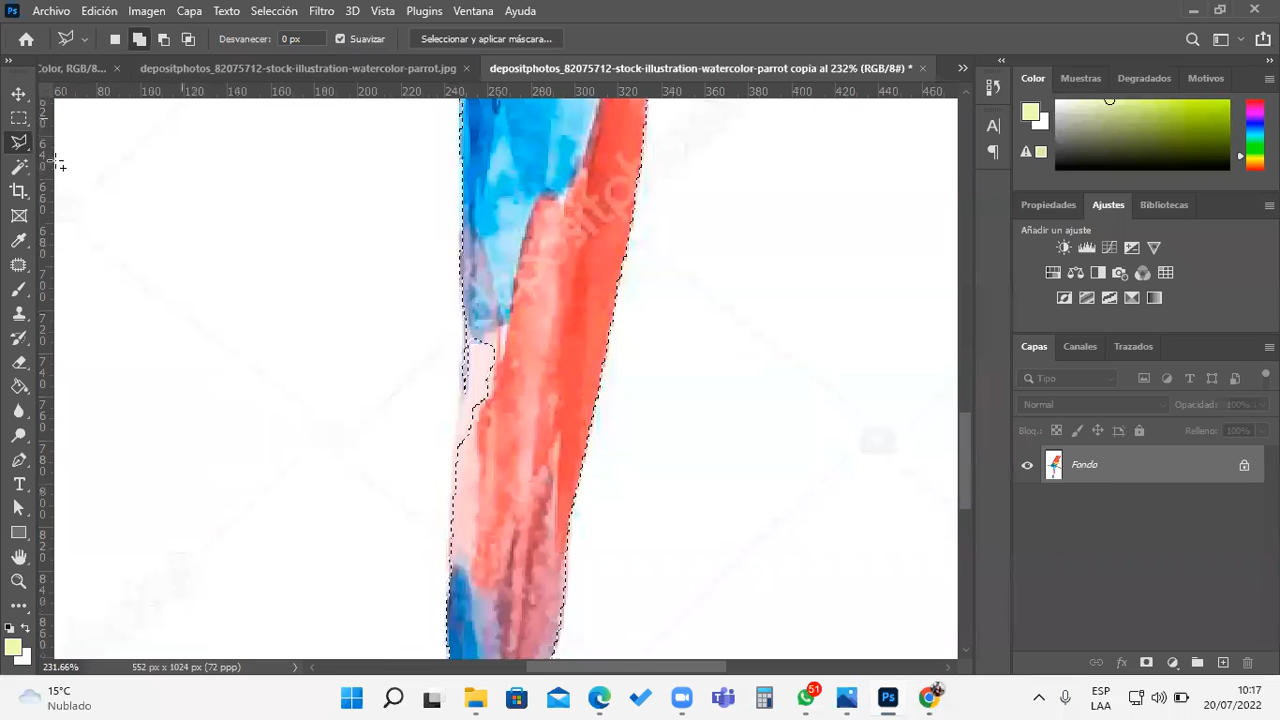 Ps Archivo Edición Imagen Capa Texto Selección Filtro 3D Vista Plugins Ventana Ayuda
Desvanecer: 0 px Suavizar Seleccionar y aplicar máscara...
Color, RGB/8... × depositphotos_82075712-stock-illustration-watercolor-parrot.jpg × depositphotos_82075712-stock-illustration-watercolor-parrot copia al 232% (RGB/8#) * ×
60 80 100 120 140 160 180 200 220 240 260 280 300 320 340 360 380 400 420 440 460
Color Muestras Degradados Motivos
Propiedades Ajustes Bibliotecas
Añadir un ajuste
Capas Canales Trazados
Tipo
Normal Opacidad: 100%
Bloq.: Relleno: 100%
Fondo
231.66% 552 px x 1024 px (72 ppp)
15°C
Nublado
51
Ps
ESP
LAA
10:17
20/07/2022